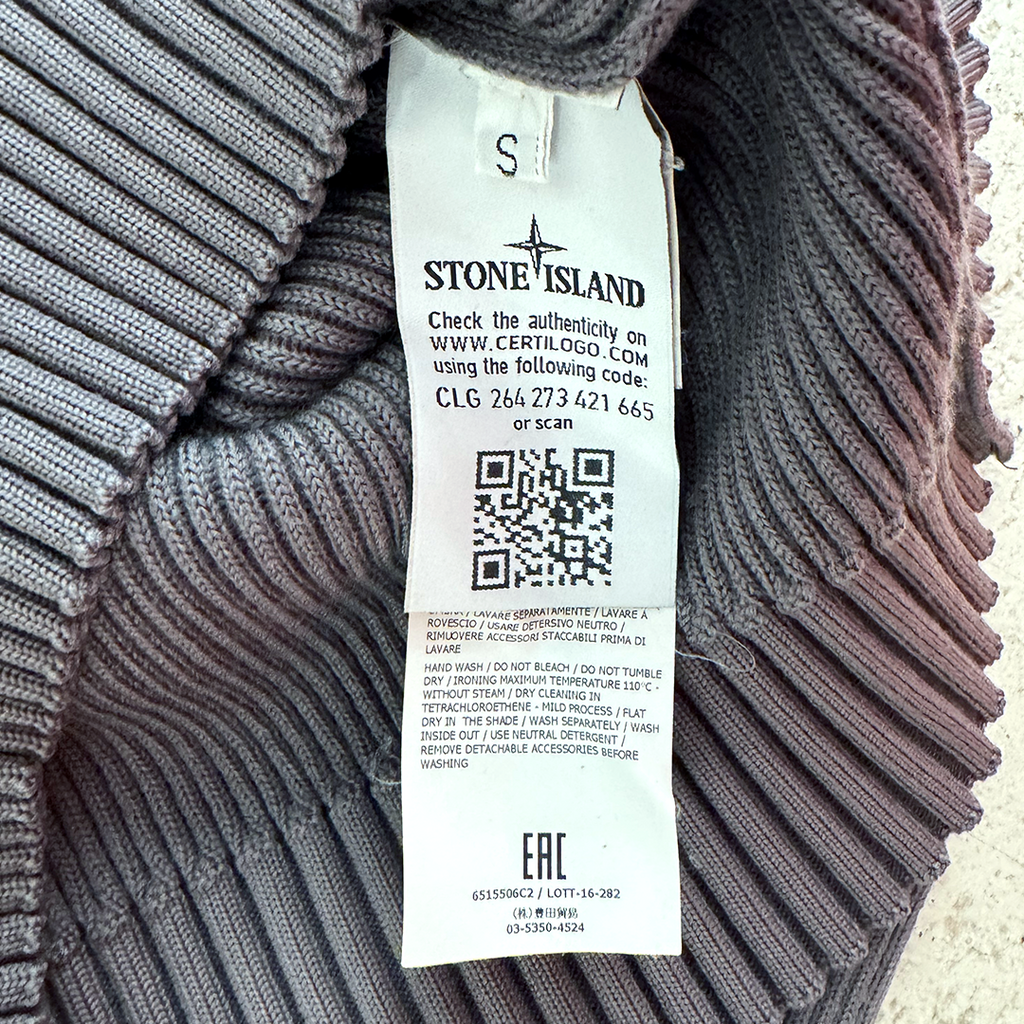 S
STONE ISLAND
Check the authenticity on
WWW.CERTILOGO.COM
using the following code:
CLG 264 273 421 665
or scan
LAVARE SEPARATAMENTE / LAVARE A
ROVESCIO / USARE DETERSIVO NEUTRO /
RIMUOVERE ACCESSORI STACCABILI PRIMA DI
LAVARE
HAND WASH / DO NOT BLEACH / DO NOT TUMBLE
DRY / IRONING MAXIMUM TEMPERATURE 110°C -
WITHOUT STEAM / DRY CLEANING IN
TETRACHLOROETHENE - MILD PROCESS / FLAT
DRY IN THE SHADE / WASH SEPARATELY / WASH
INSIDE OUT / USE NEUTRAL DETERGENT /
REMOVE DETACHABLE ACCESSORIES BEFORE
WASHING
EAC
6515506C2 / LOTT-16-282
(株)豊田貿易
03-5350-4524